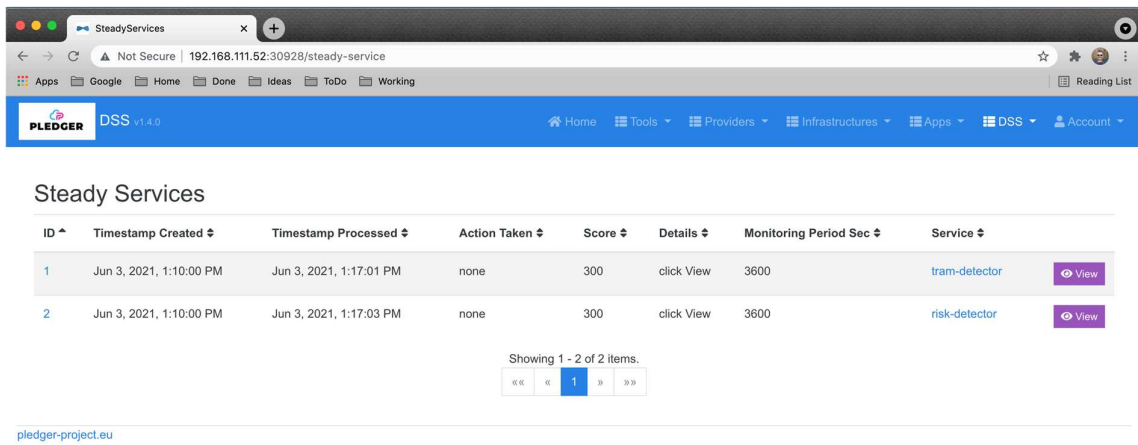 SteadyServices
Not Secure 192.168.111.52:30928/steady-service
Apps Google Home Done Ideas ToDo Working Reading List
PLEDGER DSS v1.4.0 Home Tools Providers Infrastructures Apps DSS Account
Steady Services
ID Timestamp Created Timestamp Processed Action Taken Score Details Monitoring Period Sec Service
1 Jun 3, 2021, 1:10:00 PM Jun 3, 2021, 1:17:01 PM none 300 click View 3600 tram-detector View
2 Jun 3, 2021, 1:10:00 PM Jun 3, 2021, 1:17:03 PM none 300 click View 3600 risk-detector View
Showing 1 - 2 of 2 items.
«« « 1 » »»
pledger-project.eu